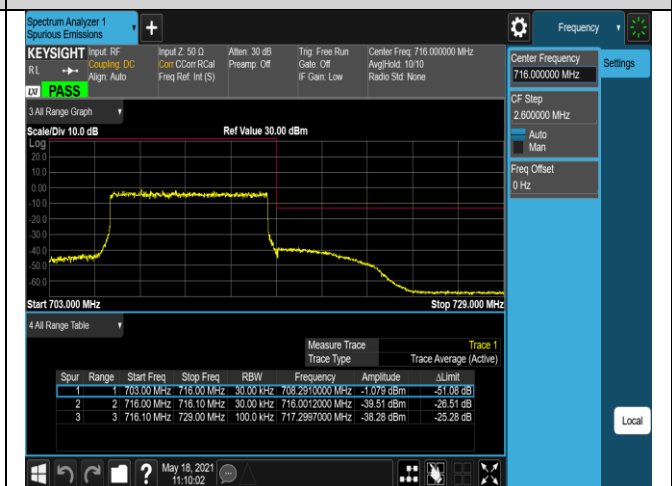 Spectrum Analyzer 1
Spurious Emissions
+
Frequency
KEYSIGHT Input: RF
Coupling: DC
Align: Auto
RL
LXI PASS
Input Z: 50 Ω
Corr CCorr RCal
Freq Ref: Int (S)
Atten: 30 dB
Preamp: Off
Trig: Free Run
Gate: Off
IF Gain: Low
Center Freq: 716.000000 MHz
Avg|Hold: 10/10
Radio Std: None
Center Frequency
716.000000 MHz
Settings
CF Step
2.600000 MHz
Auto
Man
Freq Offset
0 Hz
3 All Range Graph
Scale/Div 10.0 dB Ref Value 30.00 dBm
Log
20.0
10.0
0.00
-10.0
-20.0
-30.0
-40.0
-50.0
-60.0
Start 703.000 MHz Stop 729.000 MHz
4 All Range Table
Measure Trace Trace 1
Trace Type Trace Average (Active)
Spur Range Start Freq Stop Freq RBW Frequency Amplitude ΔLimit
1 1 703.00 MHz 716.00 MHz 30.00 kHz 708.2910000 MHz -1.079 dBm -51.08 dB
2 2 716.00 MHz 716.10 MHz 30.00 kHz 716.0012000 MHz -39.51 dBm -26.51 dB
3 3 716.10 MHz 729.00 MHz 100.0 kHz 717.2997000 MHz -38.28 dBm -25.28 dB
Local
? May 18, 2021
11:10:02